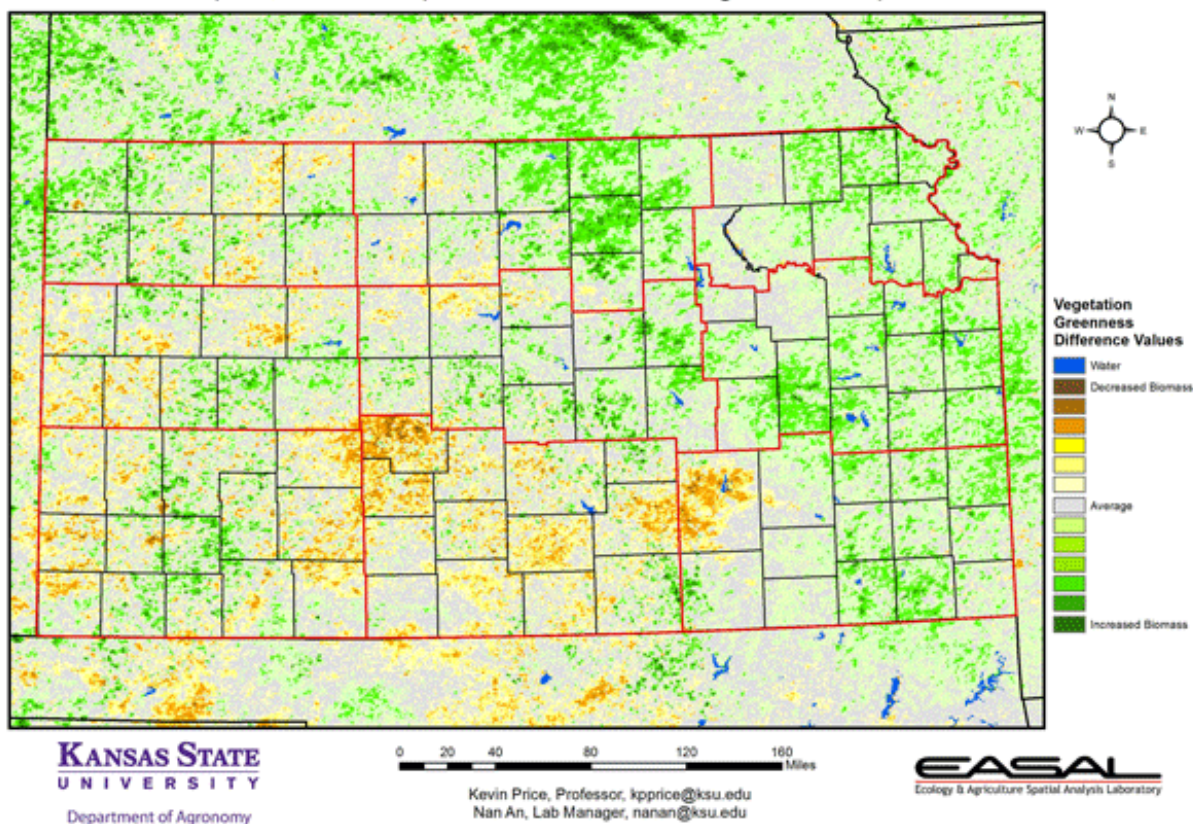 N
W E
S
Vegetation
Greenness
Difference Values
Water
Decreased Biomass
Average
Increased Biomass
KANSAS STATE
UNIVERSITY
Department of Agronomy
0 20 40 80 120 160
Miles
Kevin Price, Professor, kpprice@ksu.edu
Nan An, Lab Manager, nanan@ksu.edu
EASAL
Ecology & Agriculture Spatial Analysis Laboratory